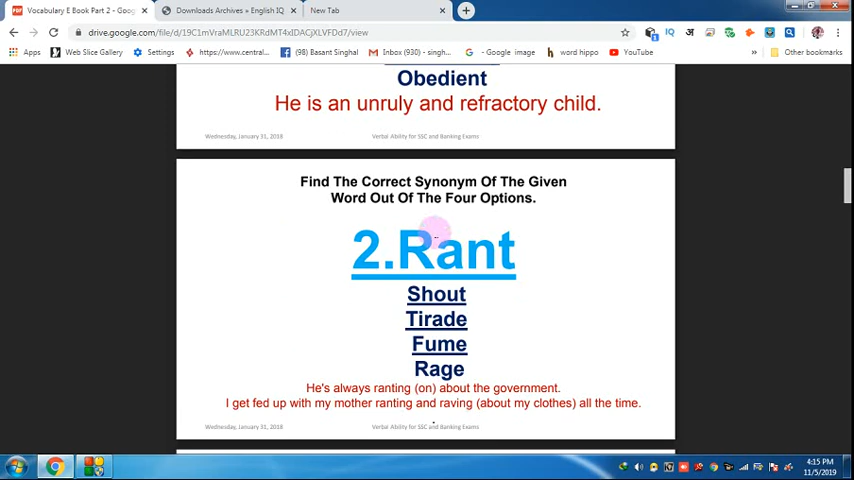 Vocabulary E Book Part 2 - Goog
Downloads Archives » English IQ
New Tab
drive.google.com/file/d/19C1mVraMLRU23KRdMT4xIDACjXLVFDd7/view
Apps
Web Slice Gallery
Settings
https://www.central...
(98) Basant Singhal
Inbox (930) - singh...
- Google image
word hippo
YouTube
Other bookmarks
Obedient
He is an unruly and refractory child.
Wednesday, January 31, 2018
Verbal Ability for SSC and Banking Exams
Find The Correct Synonym Of The Given
Word Out Of The Four Options.
2.Rant
Shout
Tirade
Fume
Rage
He's always ranting (on) about the government.
I get fed up with my mother ranting and raving (about my clothes) all the time.
Wednesday, January 31, 2018
Verbal Ability for SSC and Banking Exams
4:15 PM
11/5/2019